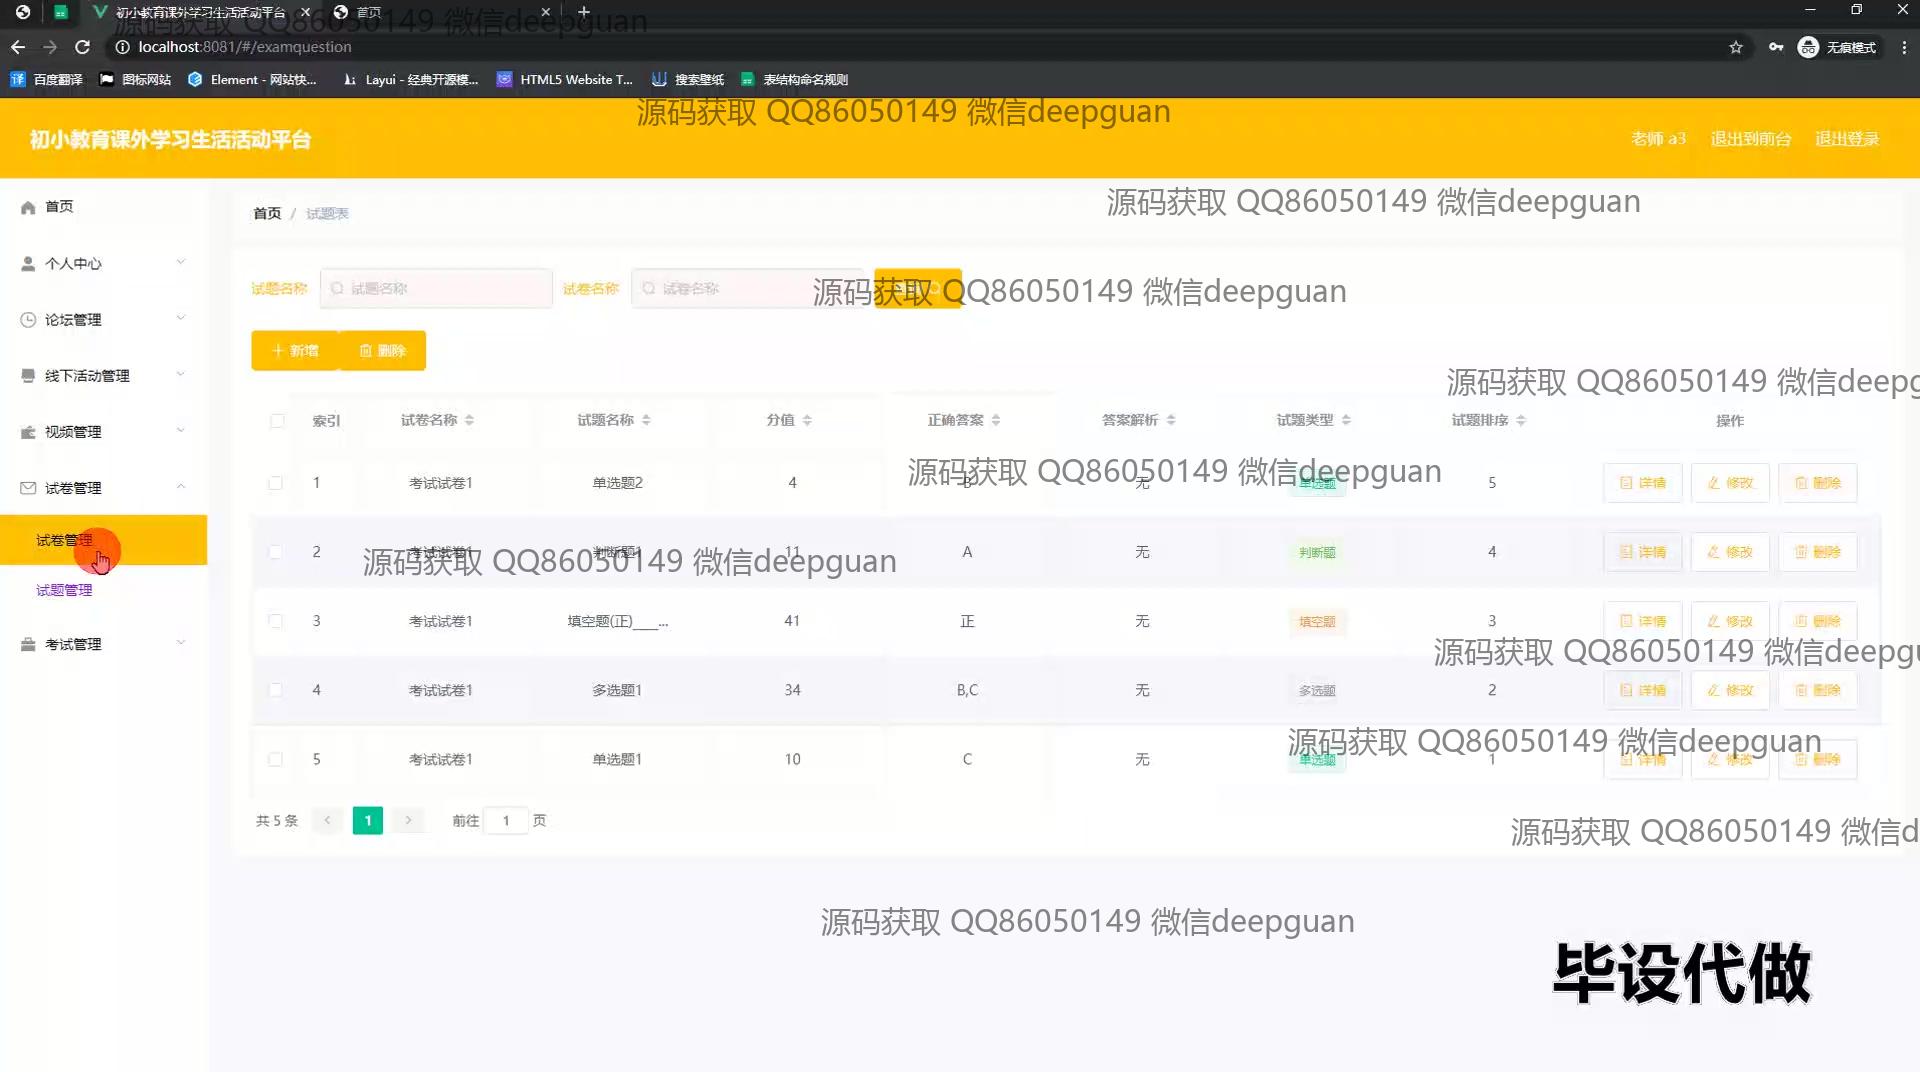 初小教育课外学习生活活动平台
首页
源码获取 QQ86050149 微信deepguan
localhost:8081/#/examquestion
无痕模式
百度翻译
图标网站
Element - 网站快...
Layui - 经典开源模...
HTML5 Website T...
搜索壁纸
表结构命名规则
源码获取 QQ86050149 微信deepguan
初小教育课外学习生活活动平台
老师 a3
退出到前台
退出登录
首页
个人中心
论坛管理
线下活动管理
视频管理
试卷管理
试卷管理
试题管理
考试管理
首页 / 试题表
源码获取 QQ86050149 微信deepguan
试题名称 试题名称 试卷名称 试卷名称
源码获取 QQ86050149 微信deepguan
新增 删除
源码获取 QQ86050149 微信deepg
索引 试卷名称 试题名称 分值 正确答案 答案解析 试题类型 试题排序 操作
源码获取 QQ86050149 微信deepguan
1 考试试卷1 单选题2 4 B 无 单选题 5 详情 修改 删除
2 考试试卷1 判断题1 11 A 无 判断题 4 详情 修改 删除
源码获取 QQ86050149 微信deepguan
3 考试试卷1 填空题(正)____... 41 正 无 填空题 3 详情 修改 删除
源码获取 QQ86050149 微信deepgu
4 考试试卷1 多选题1 34 B,C 无 多选题 2 详情 修改 删除
源码获取 QQ86050149 微信deepguan
5 考试试卷1 单选题1 10 C 无 单选题 1 详情 修改 删除
共 5 条 1 前往 1 页
源码获取 QQ86050149 微信d
源码获取 QQ86050149 微信deepguan
毕设代做